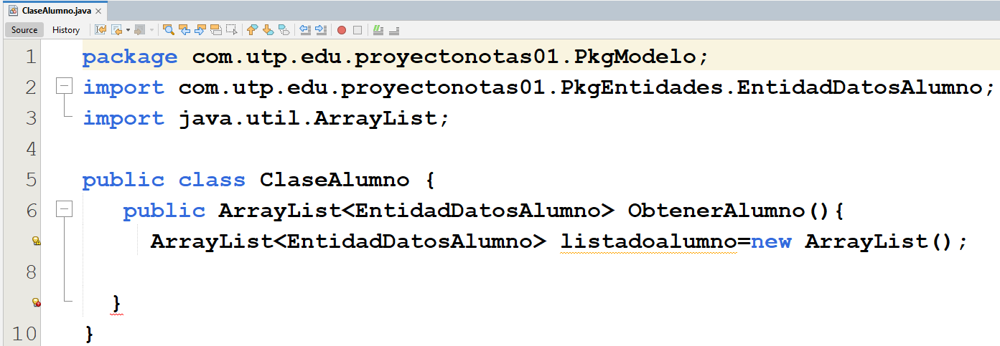 ClaseAlumno.java
Source History
1 package com.utp.edu.proyectonotas01.PkgModelo;
2 import com.utp.edu.proyectonotas01.PkgEntidades.EntidadDatosAlumno;
3 import java.util.ArrayList;
4
5 public class ClaseAlumno {
6 public ArrayList<EntidadDatosAlumno> ObtenerAlumno(){
ArrayList<EntidadDatosAlumno> listadoalumno=new ArrayList();
8
}
10 }